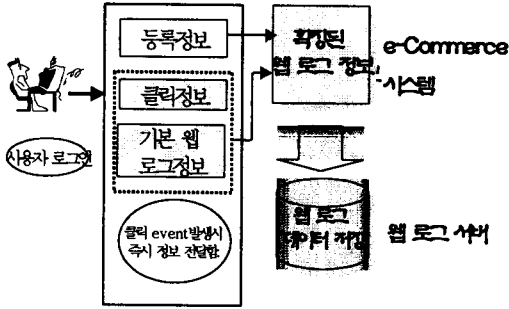 등록정보
클릭정보
기본 웹
로그정보
클릭 event발생시
즉시 정보 전달함
사용자 로그인
확장된
웹 로그 정보
e-Commerce
시스템
웹 로그
데이터 저장
웹 로그 서버